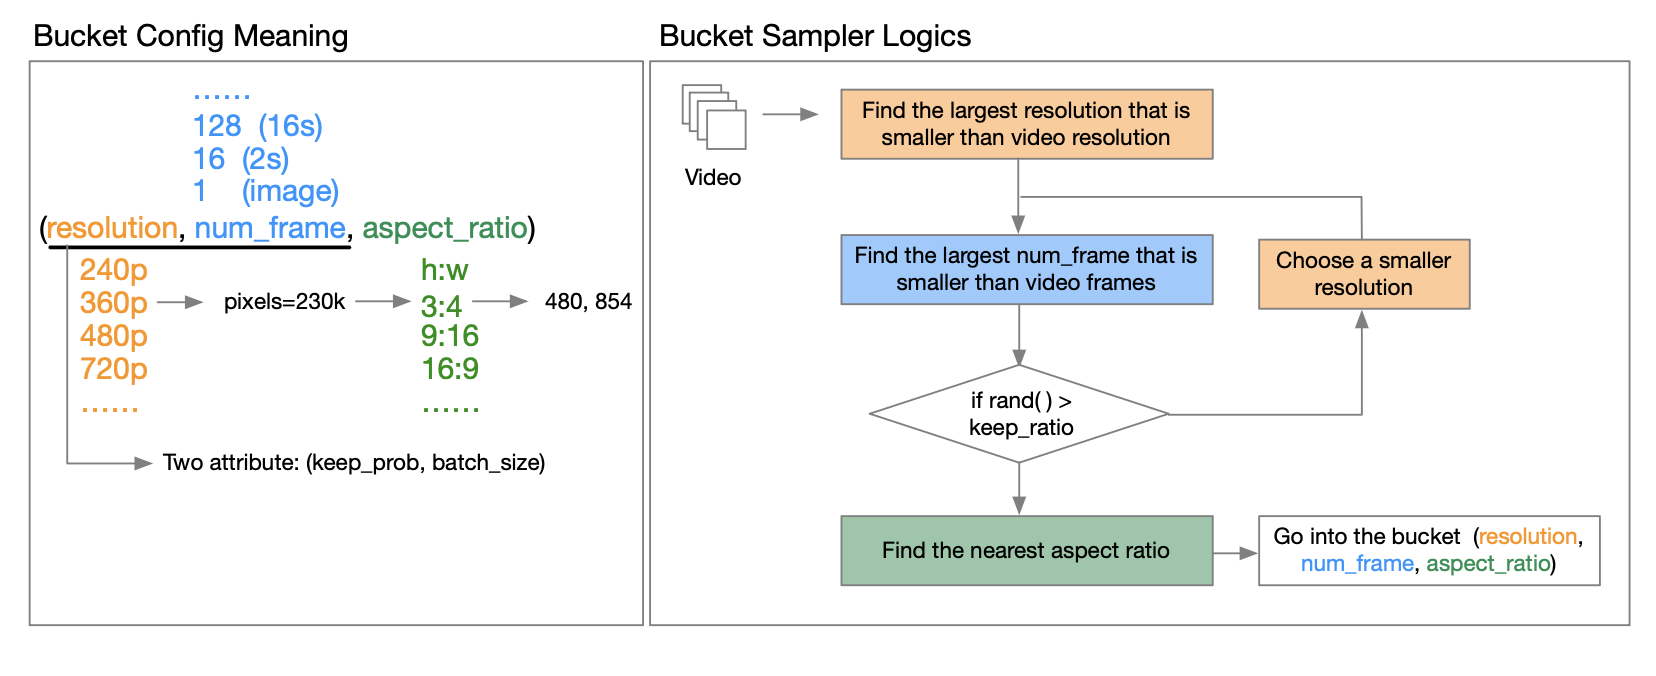 Bucket Config Meaning
......
128 (16s)
16 (2s)
1 (image)
(resolution, num_frame, aspect_ratio)
240p
360p
480p
720p
......
pixels=230k
h:w
3:4
9:16
16:9
......
480, 854
Two attribute: (keep_prob, batch_size)
Bucket Sampler Logics
Video
Find the largest resolution that is
smaller than video resolution
Find the largest num_frame that is
smaller than video frames
Choose a smaller
resolution
if rand( ) >
keep_ratio
Find the nearest aspect ratio
Go into the bucket (resolution,
num_frame, aspect_ratio)